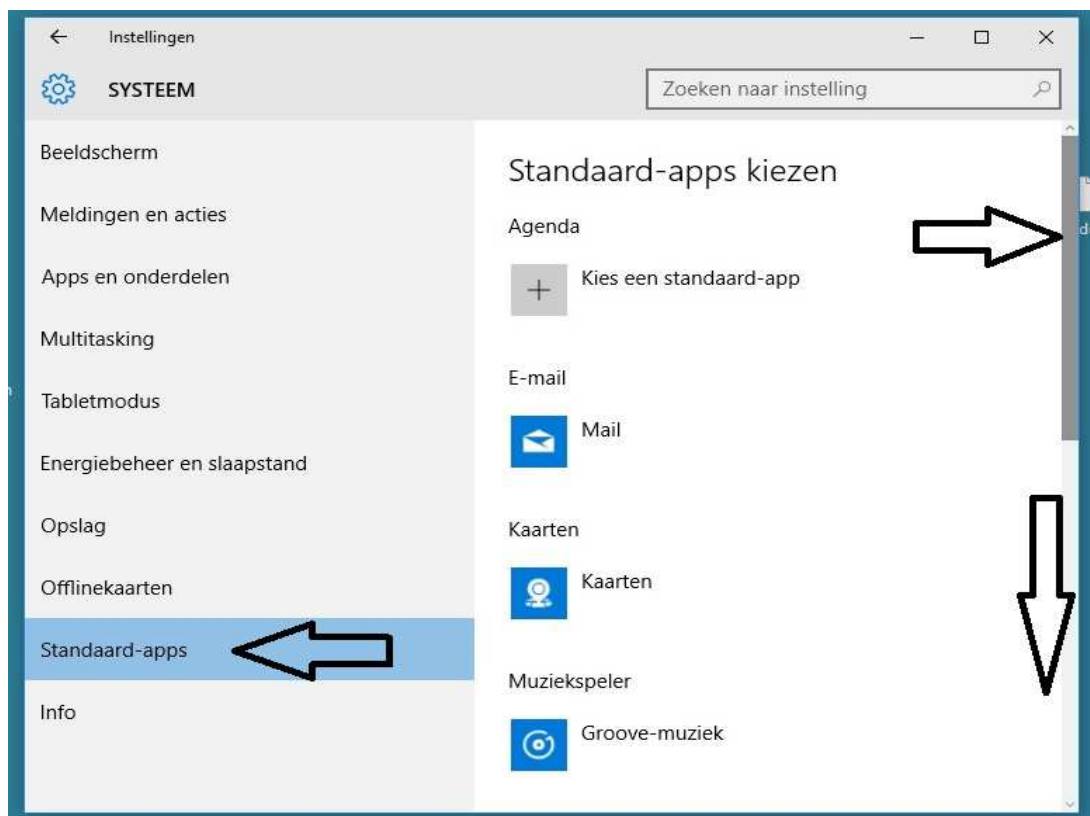 Instellingen
SYSTEEM
Zoeken naar instelling
Beeldscherm
Meldingen en acties
Apps en onderdelen
Multitasking
Tabletmodus
Energiebeheer en slaapstand
Opslag
Offlinekaarten
Standaard-apps
Info
Standaard-apps kiezen
Agenda
Kies een standaard-app
E-mail
Mail
Kaarten
Kaarten
Muziekspeler
Groove-muziek